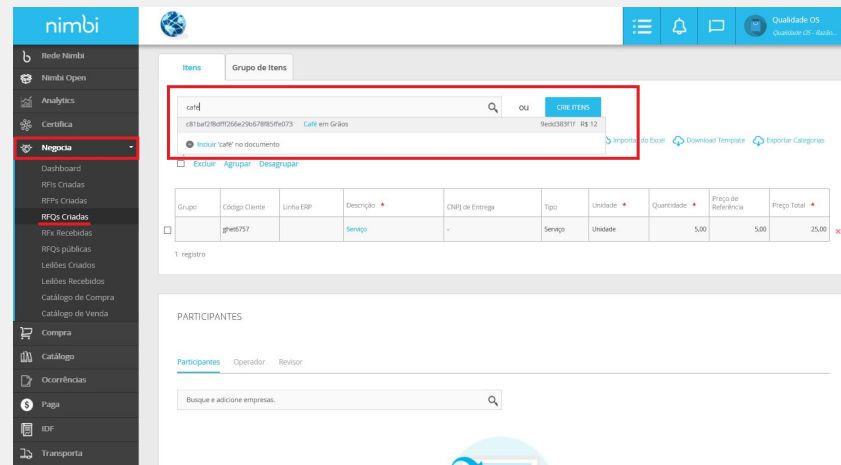 nimbi
Qualidade OS
Qualidade OS - Razão...
Rede Nimbi
Nimbi Open
Analytics
Certifica
Negocia
Dashboard
RFIs Criadas
RFPs Criadas
RFQs Criadas
RFx Recebidas
RFQs públicas
Leilões Criados
Leilões Recebidos
Catálogo de Compra
Catálogo de Venda
Compra
Catálogo
Ocorrências
Paga
IDF
Transporta
Itens Grupo de Itens
café
ou CRIE ITENS
Café em Grãos 9edd383f1f R$ 12
Incluir 'café' no documento
Importar do Excel Download Template Exportar Categorias
Excluir Agrupar Desagrupar
Grupo Código Cliente Linha ERP Descrição * CNPJ de Entrega Tipo Unidade * Quantidade * Preço de Referência Preço Total *
ghet6757 Serviço - Serviço Unidade 5,00 5,00 25,00 ×
1 registro
PARTICIPANTES
Participantes Operador Revisor
Busque e adicione empresas.